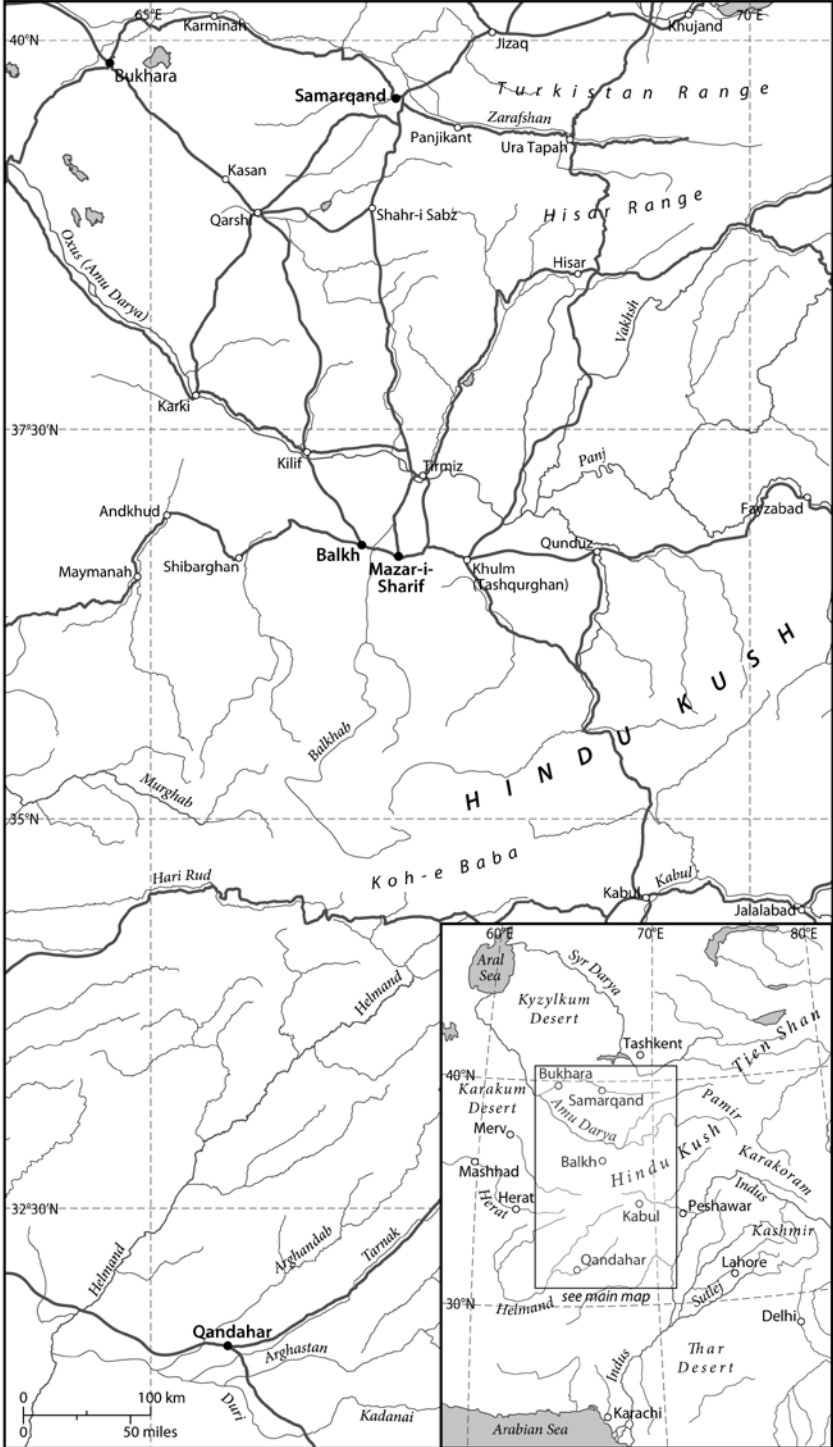 65°E
70°E
Karminah
Khujand
40°N
Jizaq
Bukhara
Turkistan Range
Samarqand
Zarafshan
Panjikant
Ura Tapah
Kasan
Hisar Range
Qarshi
Shahr-i Sabz
Oxus (Amu Darya)
Hisar
Vakhsh
Karki
37°30'N
Kilif
Tirmiz
Panj
Andkhud
Fayzabad
Shibarghan
Balkh
Qunduz
Maymanah
Mazar-i-
Sharif
Khulm
(Tashqurghan)
HINDU KUSH
Balkhab
Murghab
35°N
Koh-e Baba
Hari Rud
Kabul
Kabul
Jalalabad
Helmand
32°30'N
Arghandab
Tarnak
Helmand
Qandahar
Arghastan
Duri
Kadanai
0
100 km
0
50 miles
60°E
70°E
80°E
Aral
Sea
Syr Darya
Kyzylkum
Desert
Tashkent
Tien Shan
40°N
Bukhara
Samarqand
Karakum
Desert
Amu Darya
Pamir
Merv
Hindu Kush
Balkh
Mashhad
Karakoram
Herat
Herat
Indus
Kabul
Peshawar
Kashmir
Qandahar
Lahore
see main map
Sutlej
30°N
Helmand
Delhi
Thar
Desert
Indus
Karachi
Arabian Sea